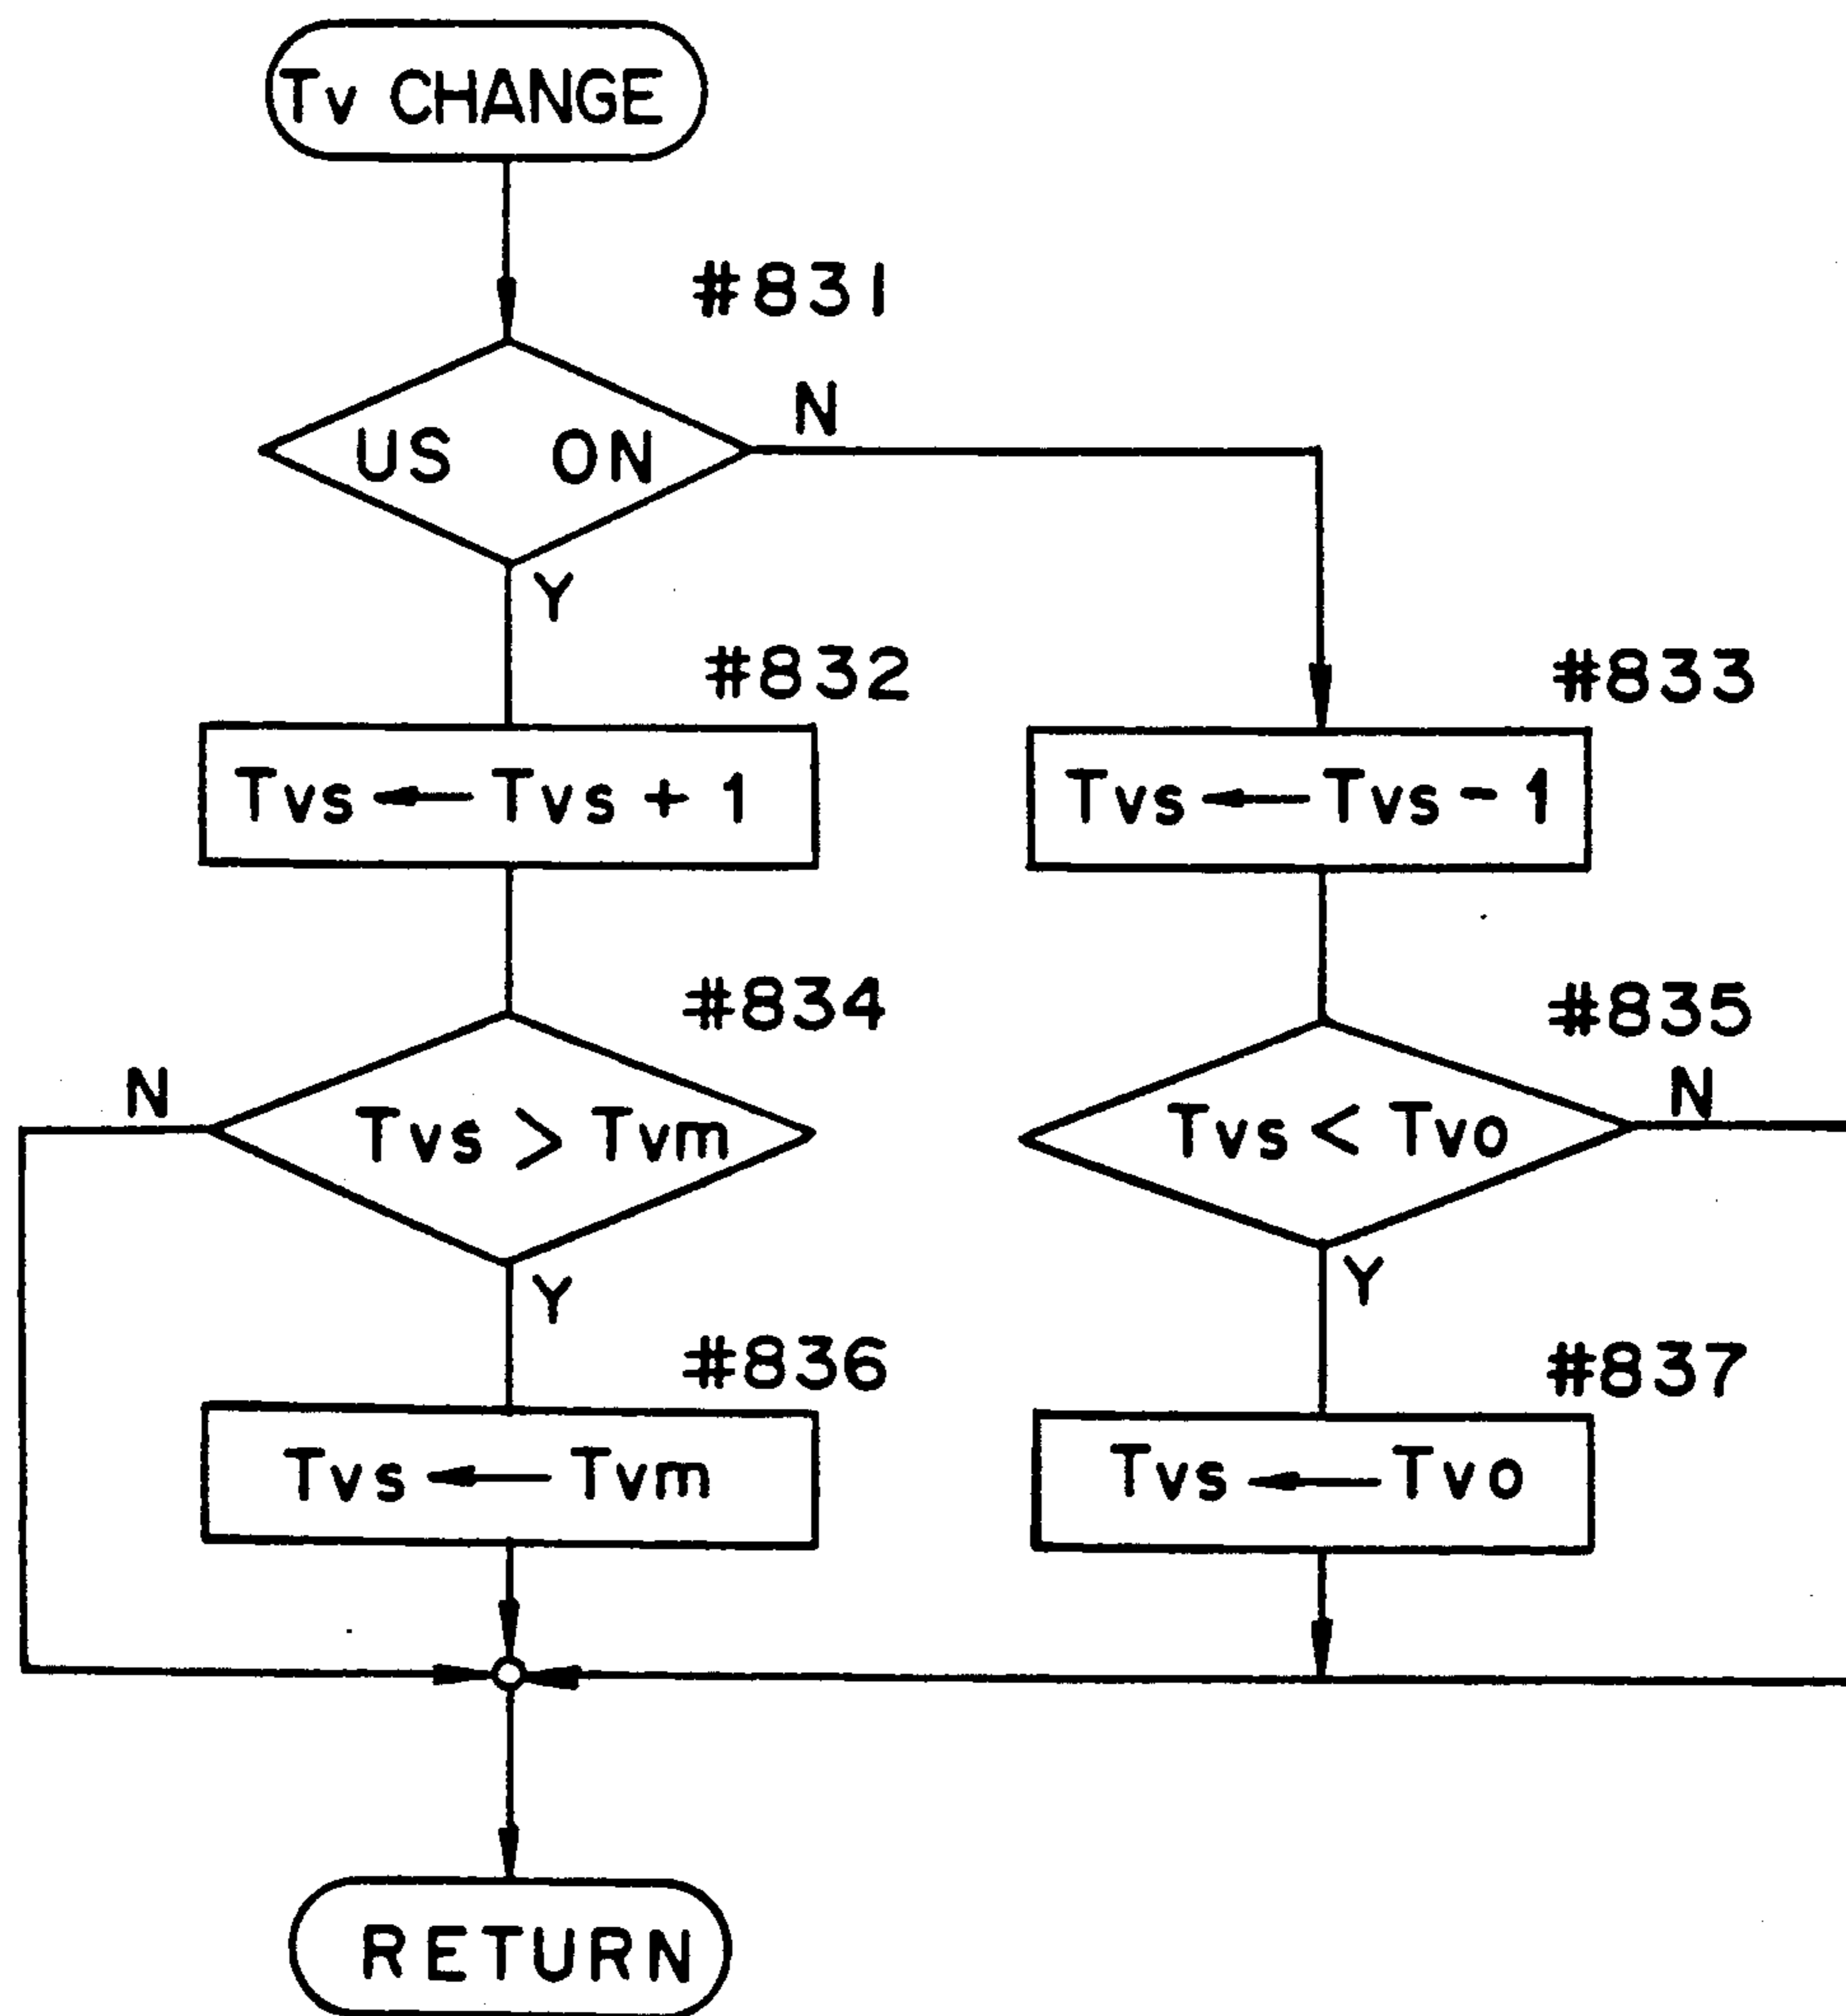 Tv CHANGE
#831
US ON
N
Y
#832
#833
Tvs ← Tvs + 1
Tvs ← Tvs - 1
#834
#835
N
Tvs > Tvm
Tvs < Tvo
N
Y
Y
#836
#837
Tvs ← Tvm
Tvs ← Tvo
RETURN